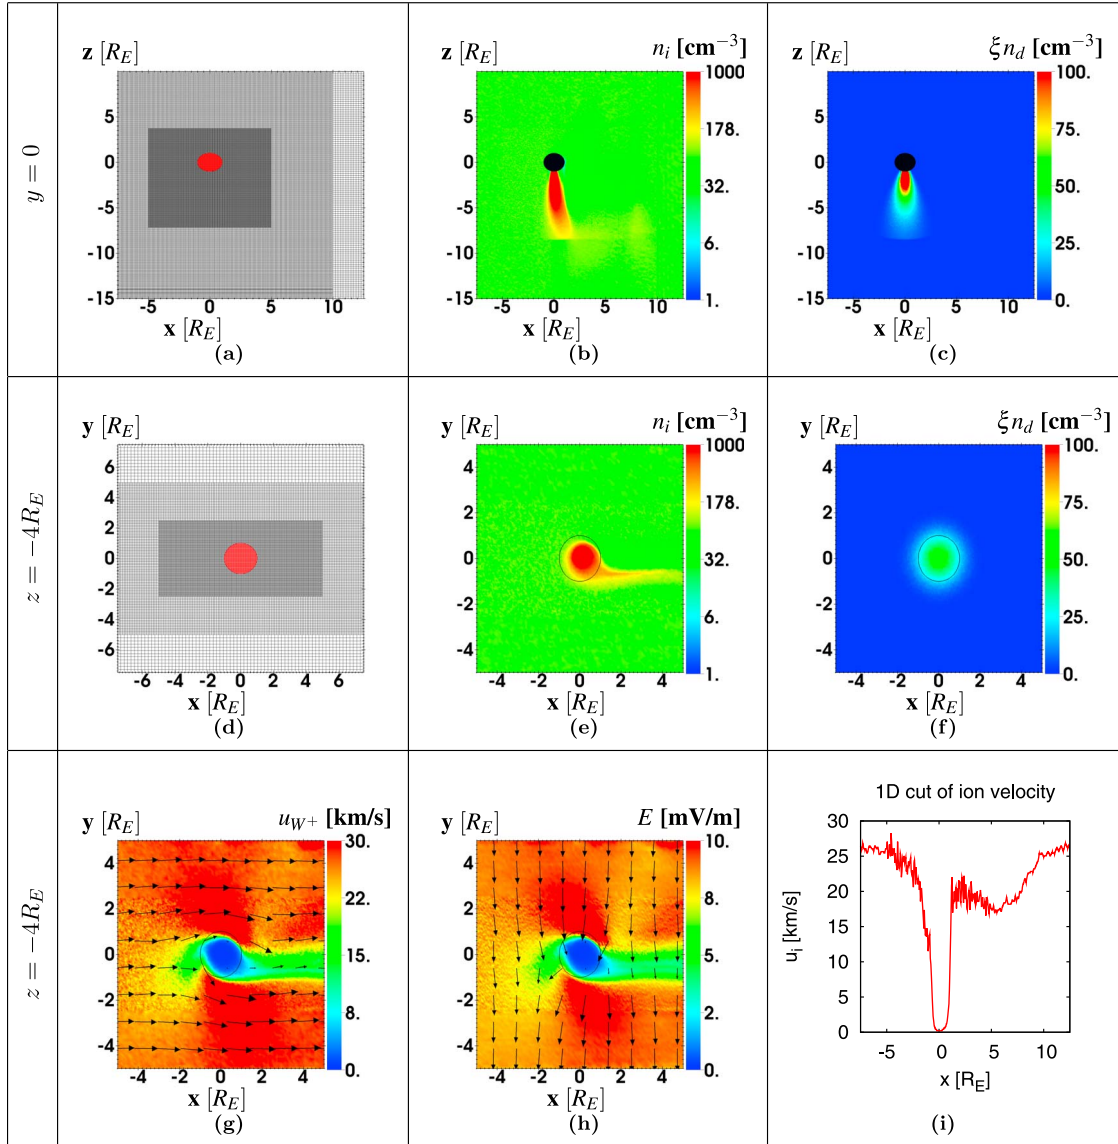 y = 0
z [R_E]
5
0
-5
-10
-15
-5 0 5 10
x [R_E]
(a)
z [R_E] n_i [cm^{-3}]
5
0
-5
-10
-15
-5 0 5 10
x [R_E]
1000
178.
32.
6.
1.
(b)
z [R_E] ξn_d [cm^{-3}]
5
0
-5
-10
-15
-5 0 5 10
x [R_E]
100.
75.
50.
25.
0.
(c)
z = −4R_E
y [R_E]
6
4
2
0
-2
-4
-6
-6 -4 -2 0 2 4 6
x [R_E]
(d)
y [R_E] n_i [cm^{-3}]
4
2
0
-2
-4
-4 -2 0 2 4
x [R_E]
1000
178.
32.
6.
1.
(e)
y [R_E] ξn_d [cm^{-3}]
4
2
0
-2
-4
-4 -2 0 2 4
x [R_E]
100.
75.
50.
25.
0.
(f)
z = −4R_E
y [R_E] u_{W^+} [km/s]
4
2
0
-2
-4
-4 -2 0 2 4
x [R_E]
30.
22.
15.
8.
0.
(g)
y [R_E] E [mV/m]
4
2
0
-2
-4
-4 -2 0 2 4
x [R_E]
10.
8.
5.
2.
0.
(h)
1D cut of ion velocity
u_i [km/s]
30
25
20
15
10
5
0
-5 0 5 10
x [R_E]
(i)